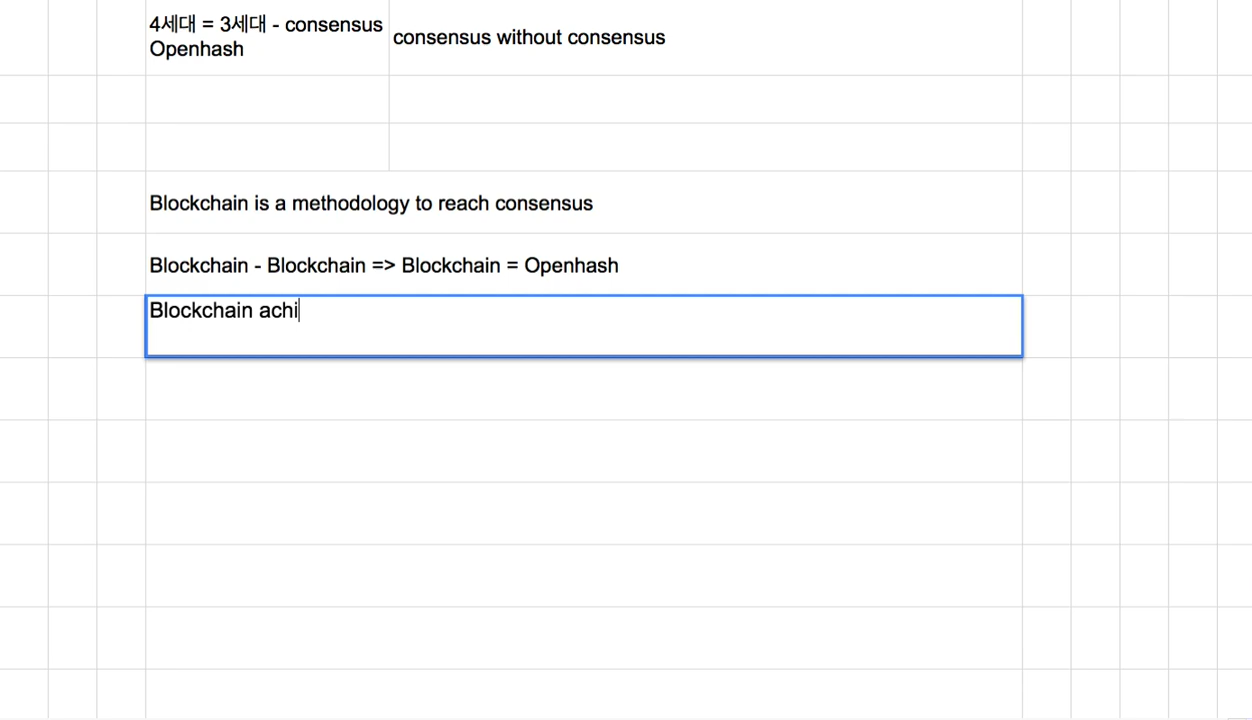 4세대 = 3세대 - consensus
Openhash
consensus without consensus
Blockchain is a methodology to reach consensus
Blockchain - Blockchain => Blockchain = Openhash
Blockchain achi